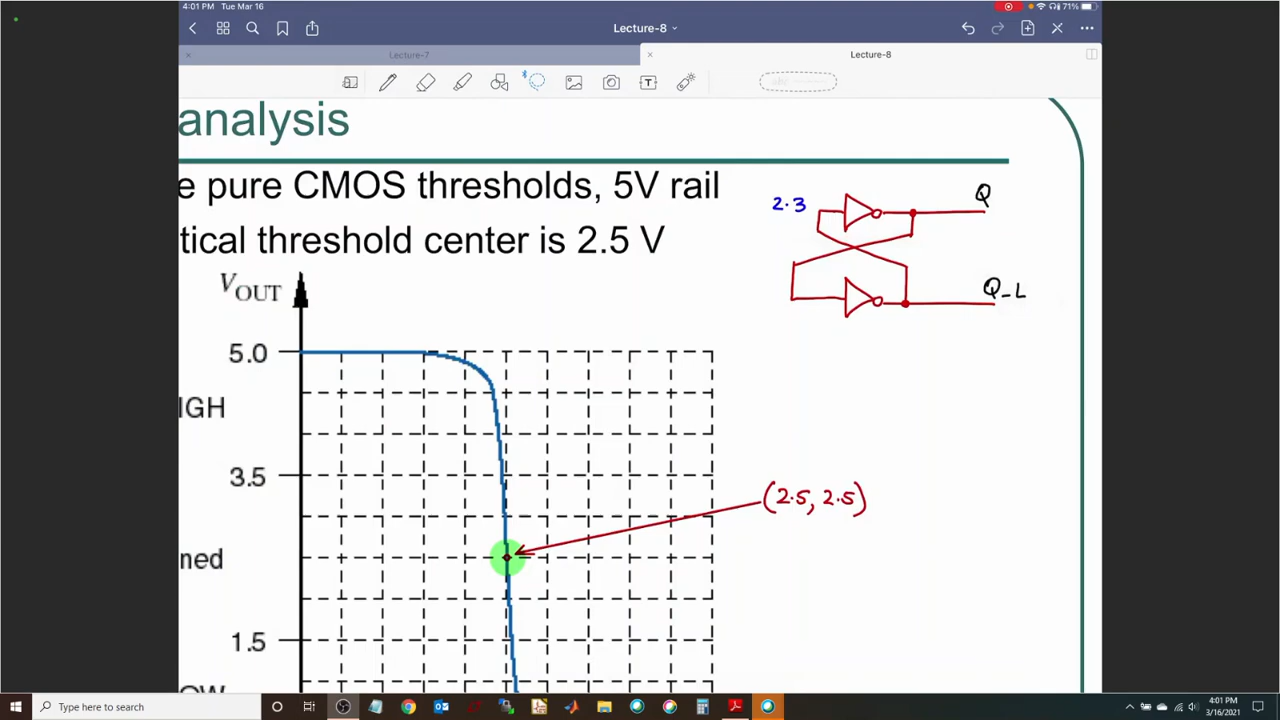 4:01 PM Tue Mar 16
71%
Lecture-8
Lecture-7
Lecture-8
T
analysis
e pure CMOS thresholds, 5V rail
tical threshold center is 2.5 V
2.3
Q
Q_L
VOUT
5.0
IGH
3.5
(2.5, 2.5)
ned
1.5
OW
Type here to search
4:01 PM
3/16/2021